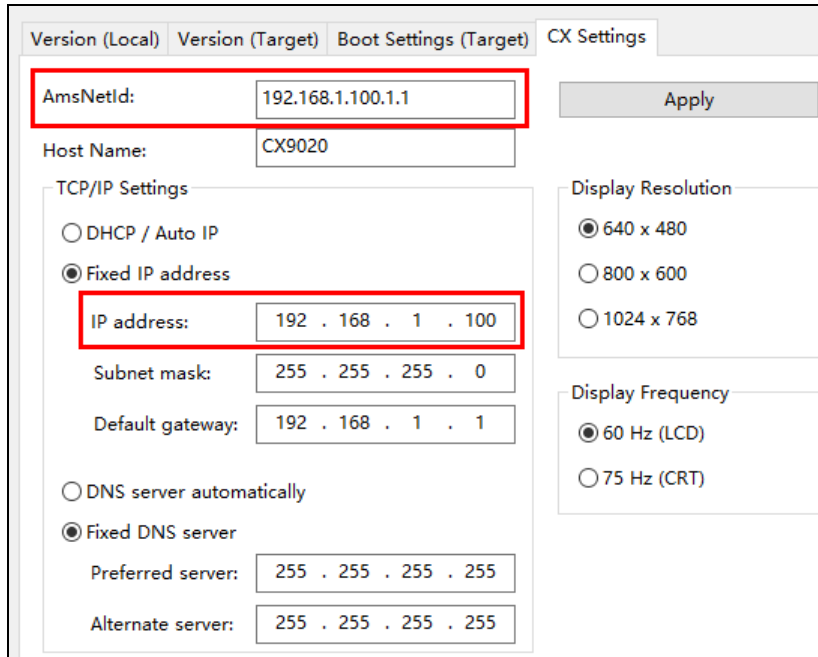 Version (Local) Version (Target) Boot Settings (Target) CX Settings
AmsNetId: 192.168.1.100.1.1 Apply
Host Name: CX9020
TCP/IP Settings
DHCP / Auto IP
Fixed IP address
IP address: 192 . 168 . 1 . 100
Subnet mask: 255 . 255 . 255 . 0
Default gateway: 192 . 168 . 1 . 1
DNS server automatically
Fixed DNS server
Preferred server: 255 . 255 . 255 . 255
Alternate server: 255 . 255 . 255 . 255
Display Resolution
640 x 480
800 x 600
1024 x 768
Display Frequency
60 Hz (LCD)
75 Hz (CRT)